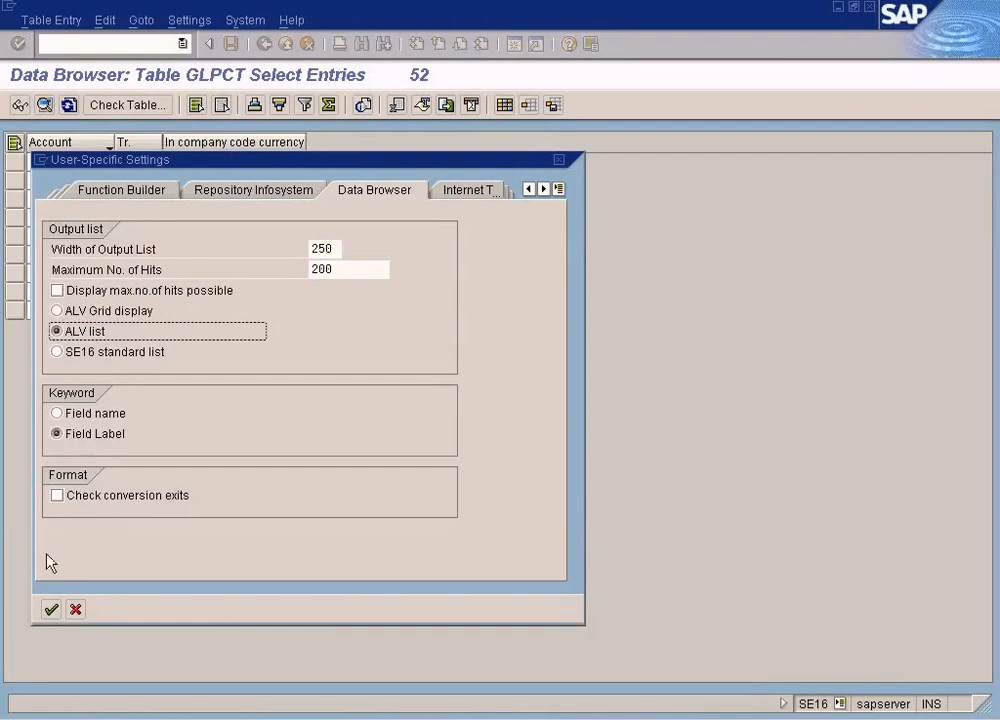 Table Entry Edit Goto Settings System Help
SAP
Data Browser: Table GLPCT Select Entries 52
Check Table...
Account Tr. In company code currency
User-Specific Settings
Function Builder Repository Infosystem Data Browser Internet T...
Output list
Width of Output List 250
Maximum No. of Hits 200
Display max.no.of hits possible
ALV Grid display
ALV list
SE16 standard list
Keyword
Field name
Field Label
Format
Check conversion exits
SE16 sapserver INS